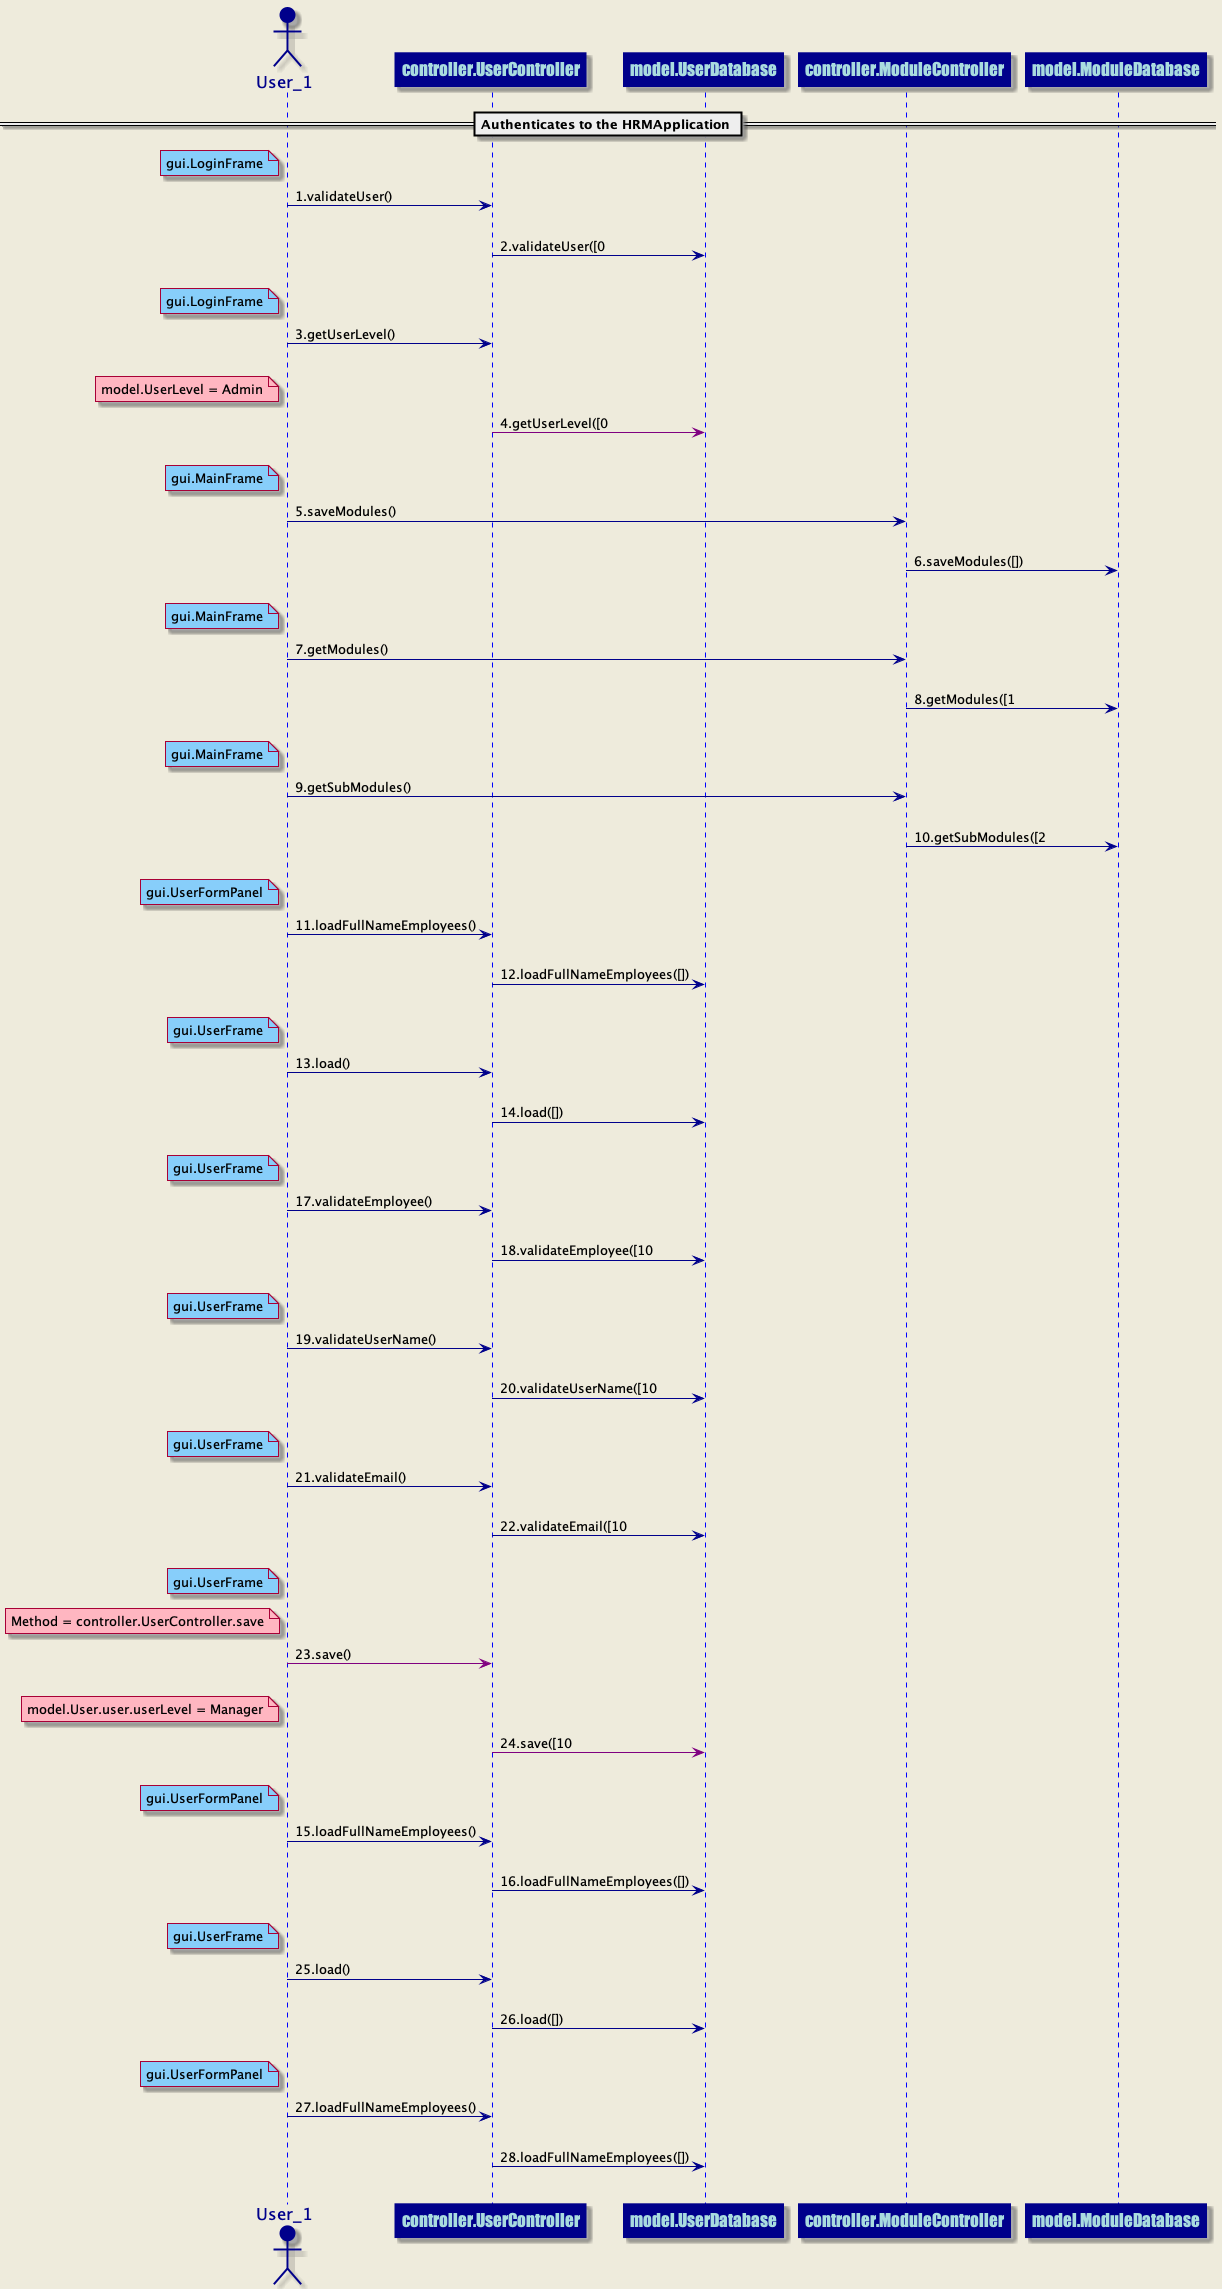 User_1
controller.UserController
model.UserDatabase
controller.ModuleController
model.ModuleDatabase
Authenticates to the HRMApplication
gui.LoginFrame
1.validateUser()
2.validateUser([0
gui.LoginFrame
3.getUserLevel()
model.UserLevel = Admin
4.getUserLevel([0
gui.MainFrame
5.saveModules()
6.saveModules([])
gui.MainFrame
7.getModules()
8.getModules([1
gui.MainFrame
9.getSubModules()
10.getSubModules([2
gui.UserFormPanel
11.loadFullNameEmployees()
12.loadFullNameEmployees([])
gui.UserFrame
13.load()
14.load([])
gui.UserFrame
17.validateEmployee()
18.validateEmployee([10
gui.UserFrame
19.validateUserName()
20.validateUserName([10
gui.UserFrame
21.validateEmail()
22.validateEmail([10
gui.UserFrame
Method = controller.UserController.save
23.save()
model.User.user.userLevel = Manager
24.save([10
gui.UserFormPanel
15.loadFullNameEmployees()
16.loadFullNameEmployees([])
gui.UserFrame
25.load()
26.load([])
gui.UserFormPanel
27.loadFullNameEmployees()
28.loadFullNameEmployees([])
User_1
controller.UserController
model.UserDatabase
controller.ModuleController
model.ModuleDatabase